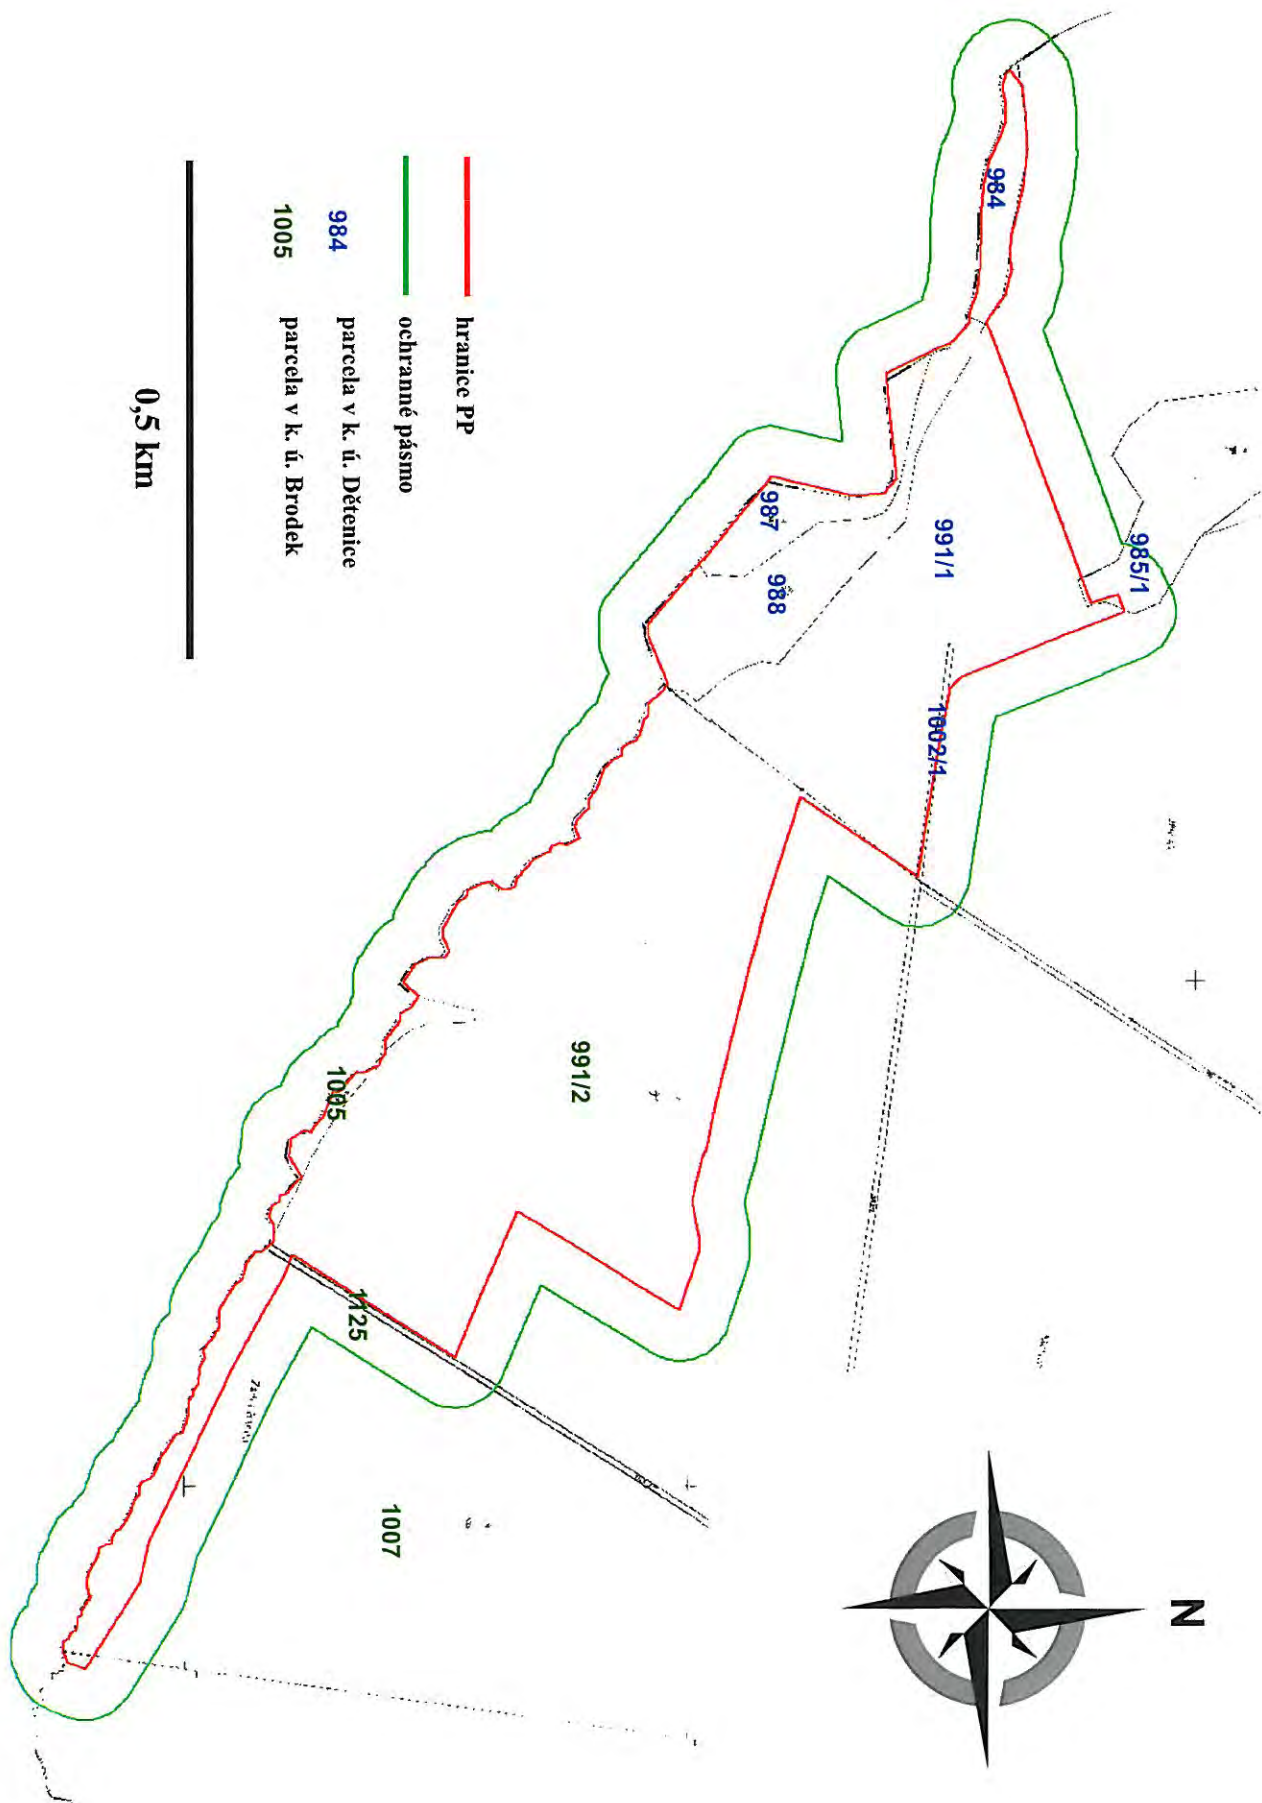 984
985/1
991/1
987
988
1002/1
991/2
1005
1125
1007
N
hranice PP
ochranné pásmo
984 parcela v k. ú. Dětenice
1005 parcela v k. ú. Brodek
0,5 km